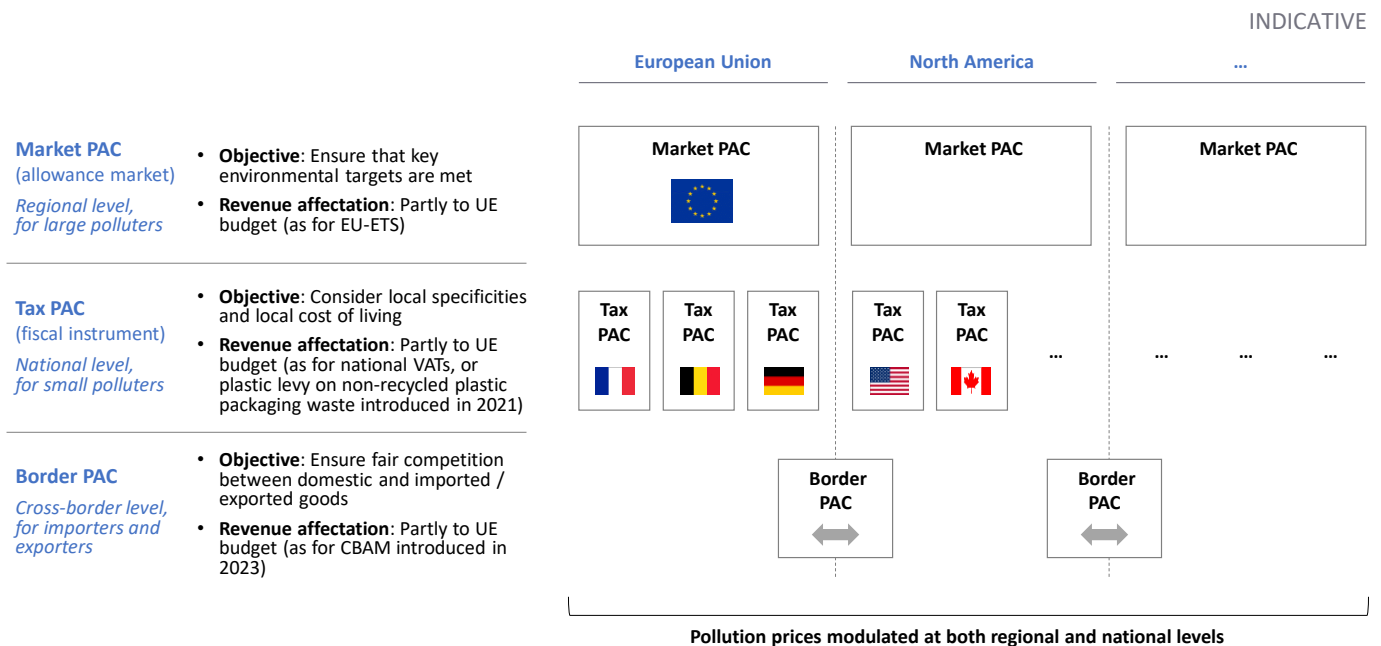 INDICATIVE
European Union
North America
...
Market PAC
(allowance market)
Regional level,
for large polluters
• Objective: Ensure that key
environmental targets are met
• Revenue affectation: Partly to UE
budget (as for EU-ETS)
Market PAC
Market PAC
Market PAC
Tax PAC
(fiscal instrument)
National level,
for small polluters
• Objective: Consider local specificities
and local cost of living
• Revenue affectation: Partly to UE
budget (as for national VATs, or
plastic levy on non-recycled plastic
packaging waste introduced in 2021)
Tax
PAC
Tax
PAC
Tax
PAC
Tax
PAC
Tax
PAC
...
...
...
...
Border PAC
Cross-border level,
for importers and
exporters
• Objective: Ensure fair competition
between domestic and imported /
exported goods
• Revenue affectation: Partly to UE
budget (as for CBAM introduced in
2023)
Border
PAC
Border
PAC
Pollution prices modulated at both regional and national levels